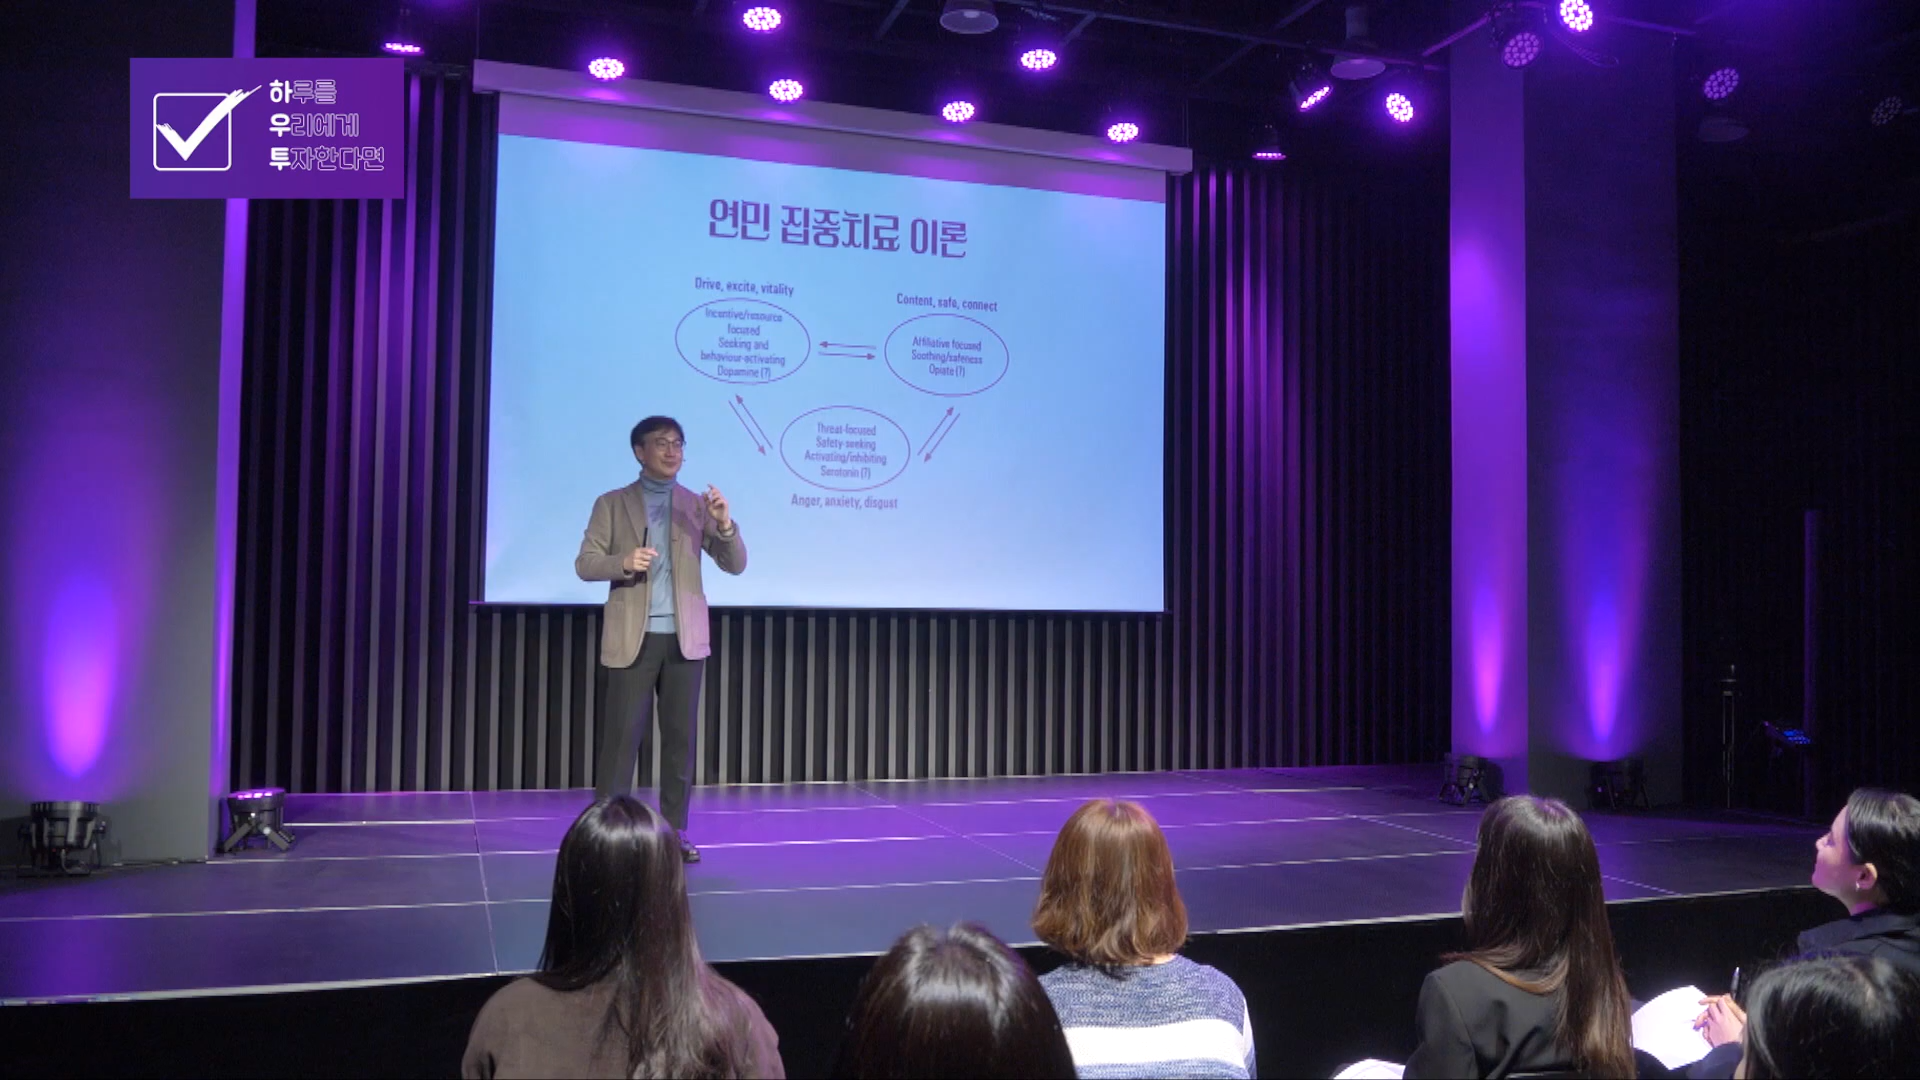 하루를
우리에게
투자한다면
연민 집중치료 이론
Drive, excite, vitality
Incentive/resource
focused
Seeking and
behaviour-activating
Dopamine (?)
Content, safe, connect
Affiliative focused
Soothing/safeness
Opiate (?)
Threat-focused
Safety-seeking
Activating/inhibiting
Serotonin (?)
Anger, anxiety, disgust